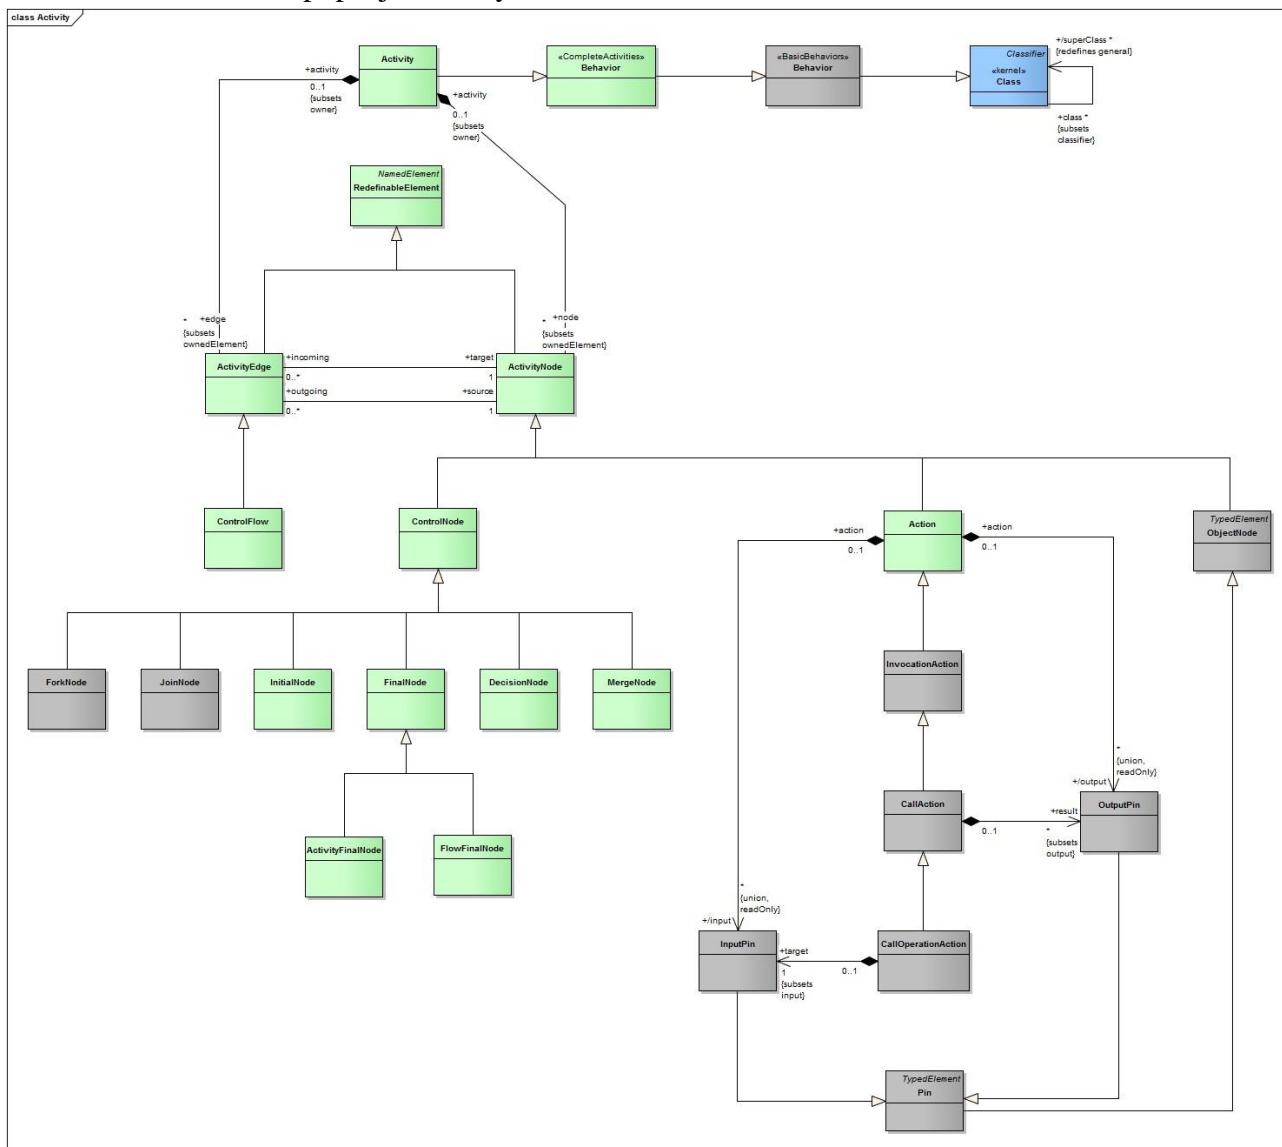 class Activity
Activity
«CompleteActivities»
Behavior
«BasicBehaviors»
Behavior
Classifier
«kernel»
Class
+/superClass *
{redefines general}
+class *
{subsets
classifier}
+activity
0..1
{subsets
owner}
+activity
0..1
{subsets
owner}
NamedElement
RedefinableElement
* +edge
{subsets
ownedElement}
* +node
{subsets
ownedElement}
ActivityEdge
+incoming
0..*
+target
1
+outgoing
0..*
+source
1
ActivityNode
ControlFlow
ControlNode
+action
0..1
Action
+action
0..1
TypedElement
ObjectNode
ForkNode
JoinNode
InitialNode
FinalNode
DecisionNode
MergeNode
InvocationAction
ActivityFinalNode
FlowFinalNode
CallAction
0..1
+result
*
{subsets
output}
*
{union,
readOnly}
+/output
OutputPin
*
{union,
readOnly}
+/input
InputPin
+target
1
{subsets
input}
0..1
CallOperationAction
TypedElement
Pin